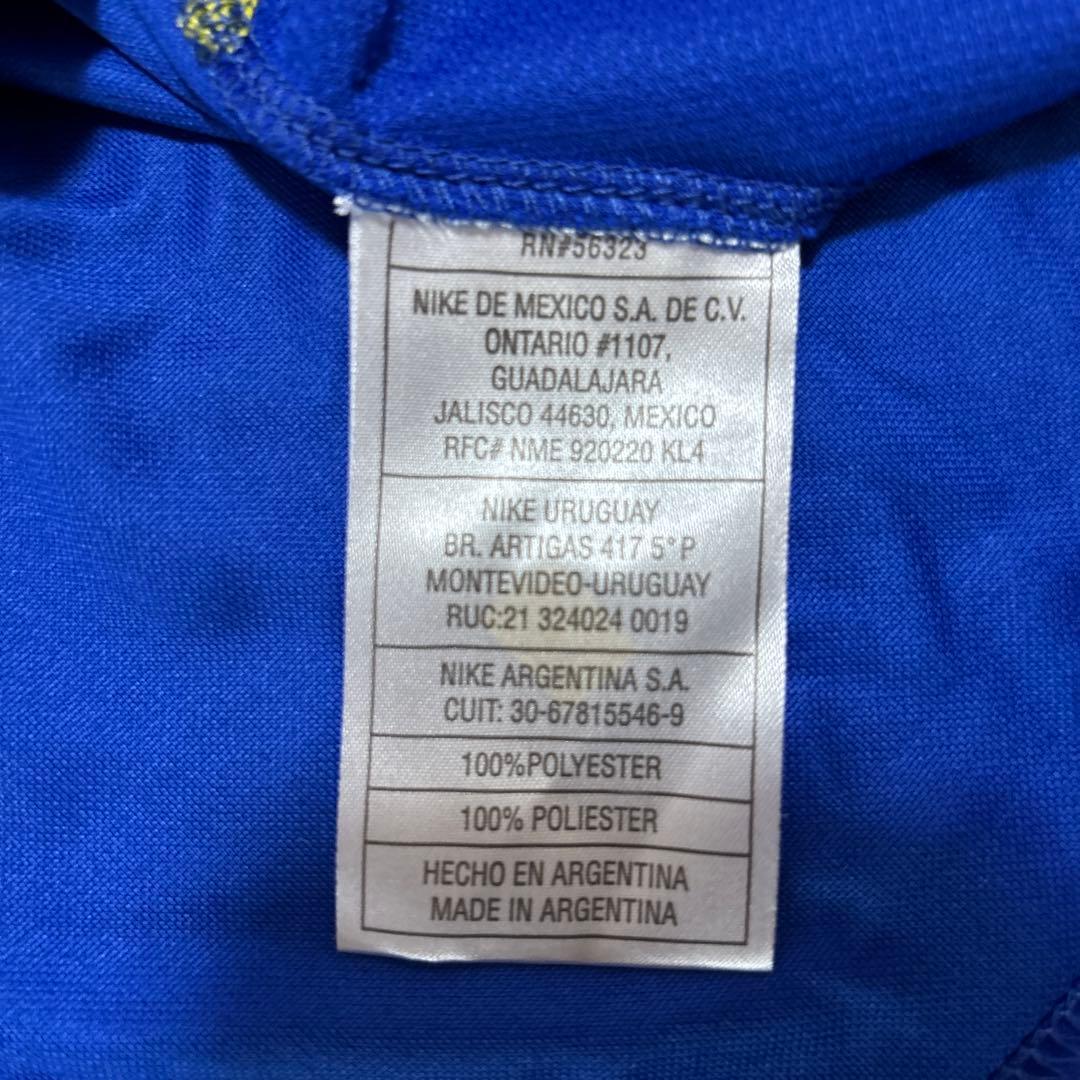 RN#56323
NIKE DE MEXICO S.A. DE C.V.
ONTARIO #1107,
GUADALAJARA
JALISCO 44630, MEXICO
RFC# NME 920220 KL4
NIKE URUGUAY
BR. ARTIGAS 417 5°P
MONTEVIDEO-URUGUAY
RUC:21 324024 0019
NIKE ARGENTINA S.A.
CUIT: 30-67815546-9
100%POLYESTER
100% POLIESTER
HECHO EN ARGENTINA
MADE IN ARGENTINA